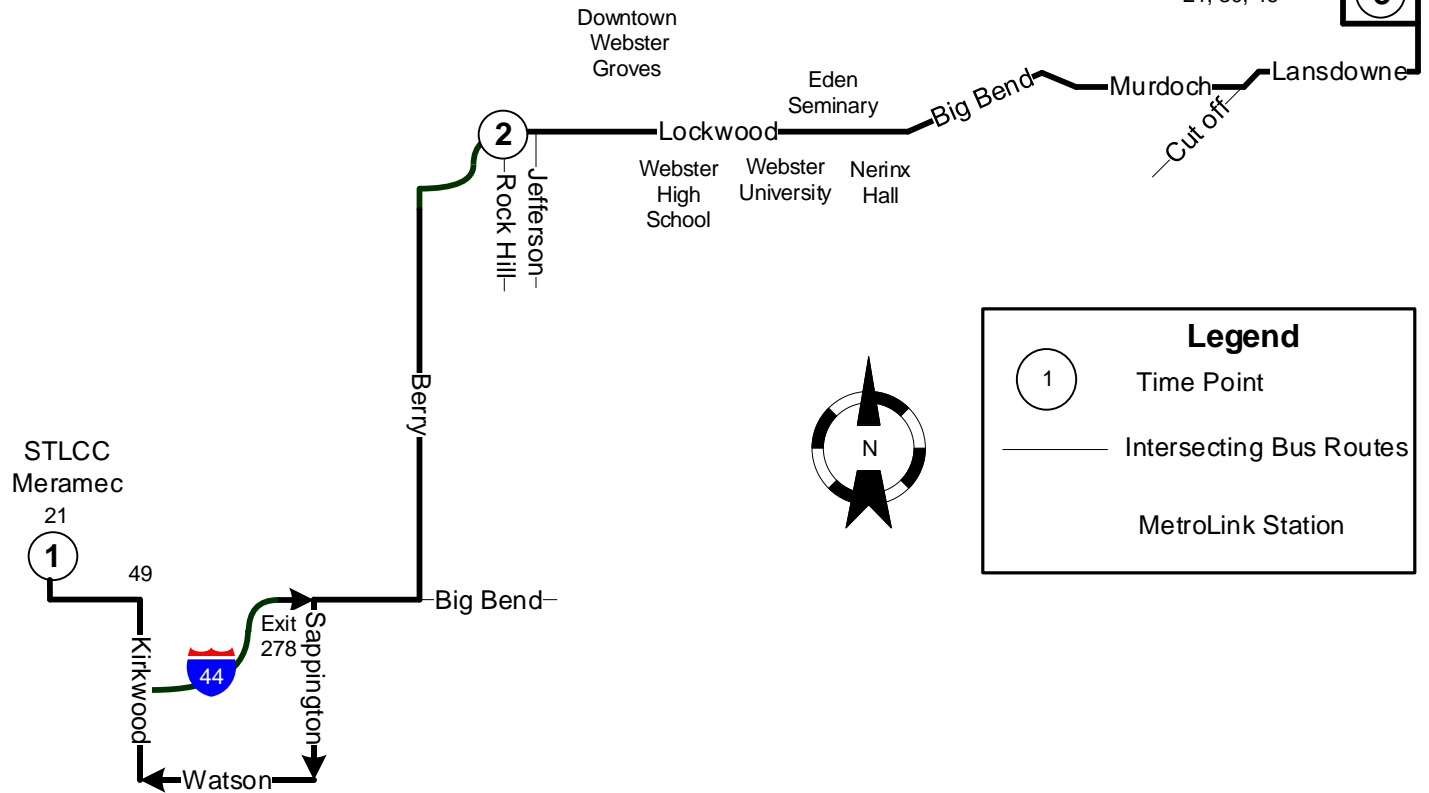 Downtown
Webster
Groves
Eden
Seminary
Big Bend
Murdoch
Lansdowne
Cut off
2
Lockwood
Rock Hill
Jefferson
Webster
High
School
Webster
University
Nerinx
Hall
Berry
Legend
1
Time Point
Intersecting Bus Routes
MetroLink Station
N
STLCC
Meramec
21
1
49
Big Bend
Exit
278
Sappington
Kirkwood
44
Watson